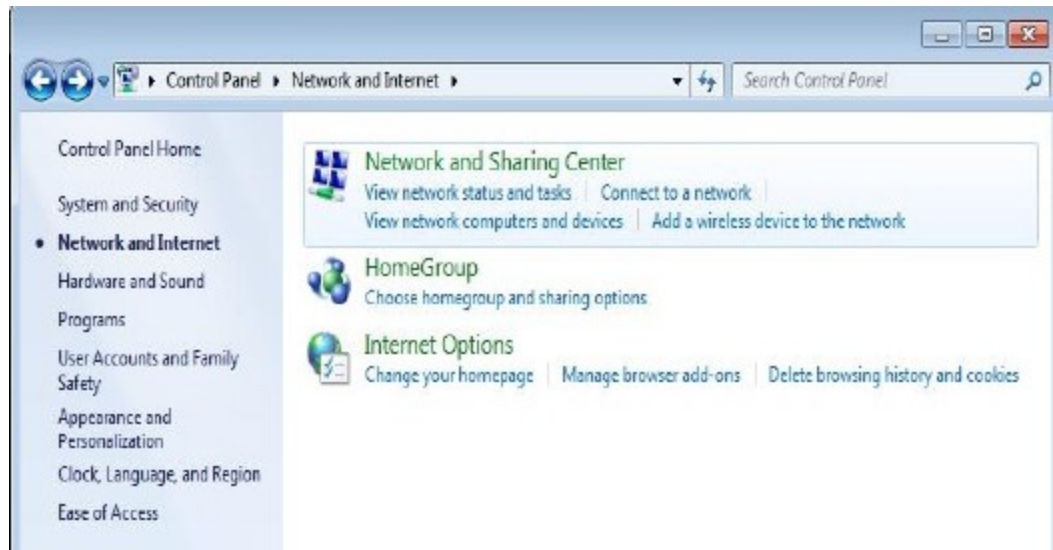 Control Panel
Network and Internet
Search Control Panel
Control Panel Home
System and Security
Network and Internet
Hardware and Sound
Programs
User Accounts and Family
Safety
Appearance and
Personalization
Clock, Language, and Region
Ease of Access
Network and Sharing Center
View network status and tasks
Connect to a network
View network computers and devices
Add a wireless device to the network
HomeGroup
Choose homegroup and sharing options
Internet Options
Change your homepage
Manage browser add-ons
Delete browsing history and cookies